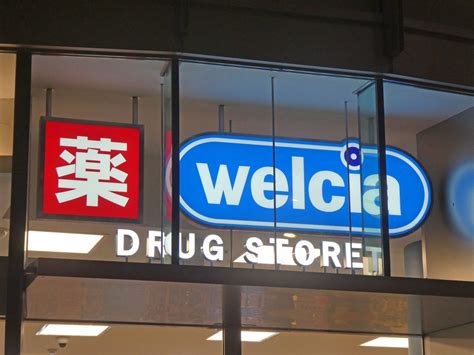 薬 welcia
DRUG STORE